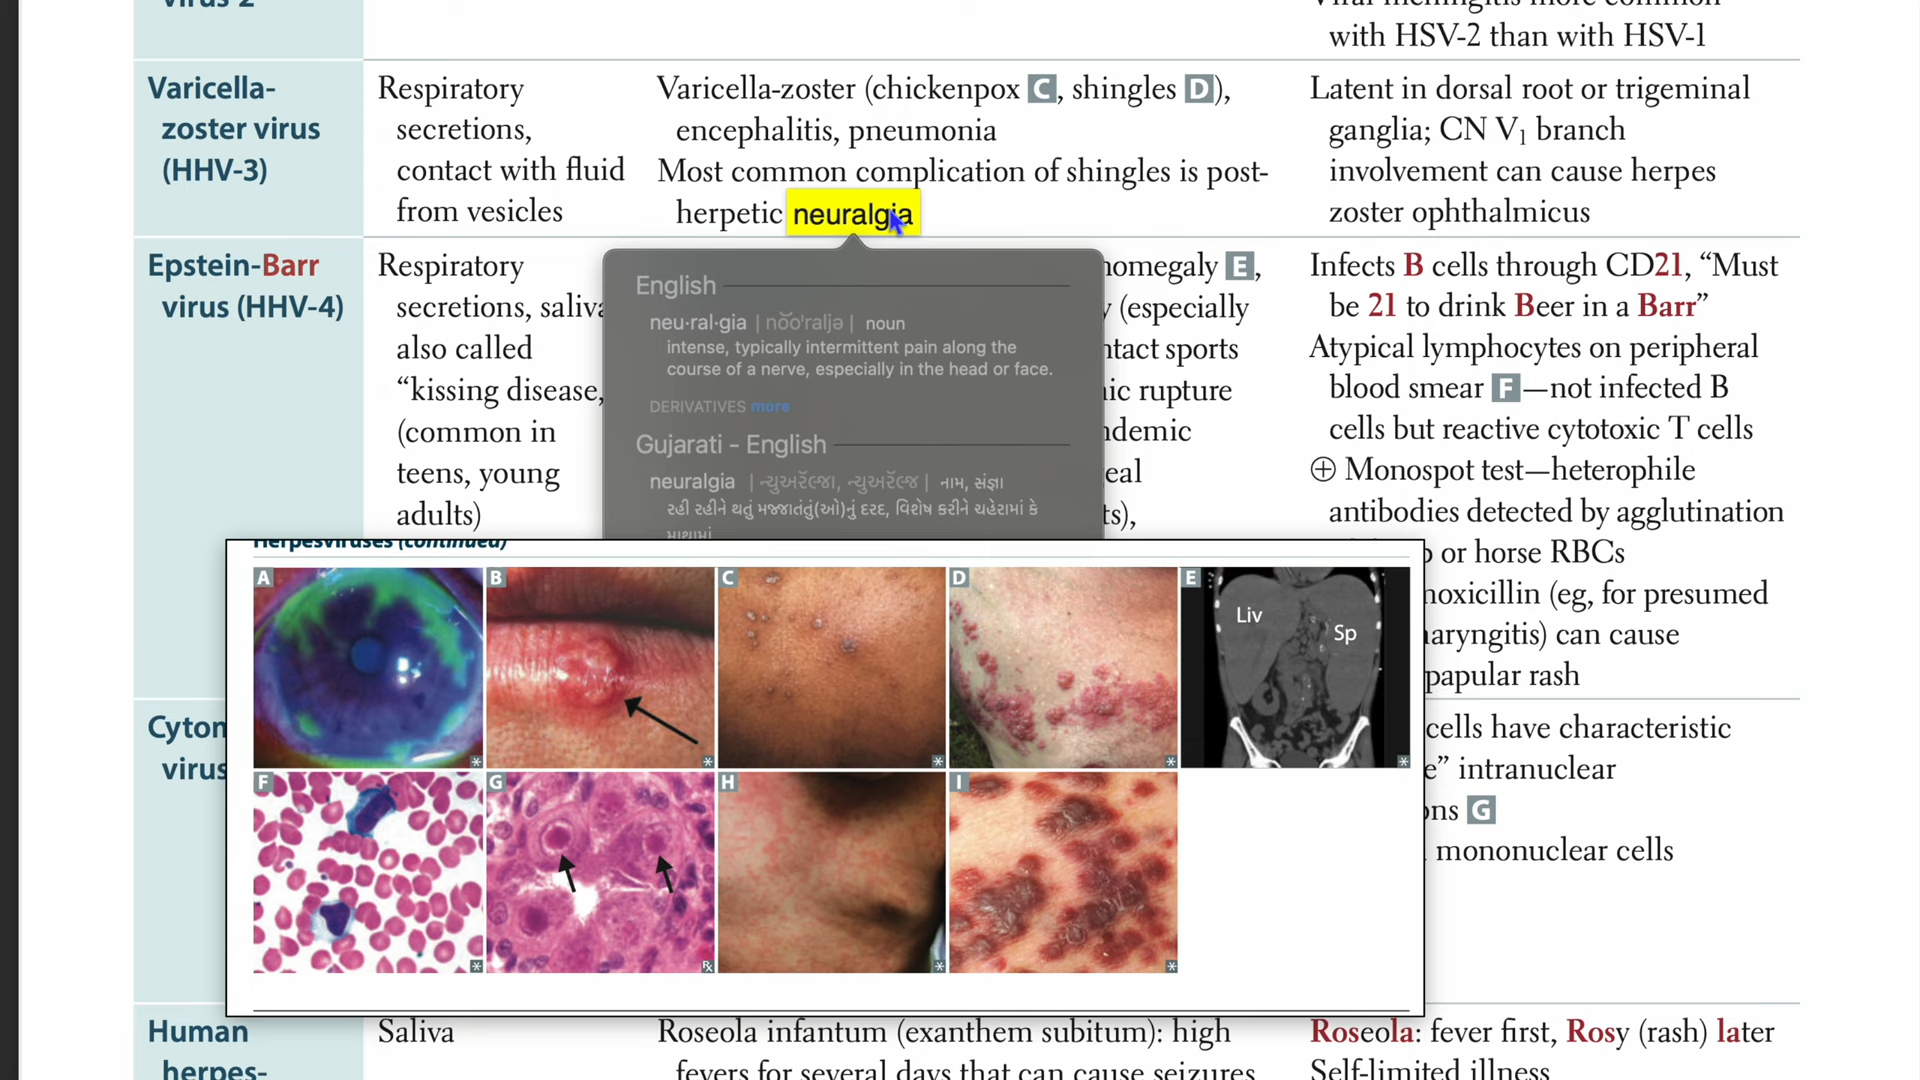 virus 2
with HSV-2 than with HSV-1
Varicella-
zoster virus
(HHV-3)
Respiratory
secretions,
contact with fluid
from vesicles
Varicella-zoster (chickenpox C, shingles D),
encephalitis, pneumonia
Most common complication of shingles is post-
herpetic neuralgia
Latent in dorsal root or trigeminal
ganglia; CN V1 branch
involvement can cause herpes
zoster ophthalmicus
Epstein-Barr
virus (HHV-4)
Respiratory
secretions, saliva
also called
“kissing disease,
(common in
teens, young
adults)
nomegaly E,
(especially
ntact sports
ic rupture
ndemic
eal
ts),
Infects B cells through CD21, “Must
be 21 to drink Beer in a Barr”
Atypical lymphocytes on peripheral
blood smear F—not infected B
cells but reactive cytotoxic T cells
⊕ Monospot test—heterophile
antibodies detected by agglutination
or horse RBCs
noxicillin (eg, for presumed
aryngitis) can cause
papular rash
English
neu·ral·gia | no͝oˈraljə | noun
intense, typically intermittent pain along the
course of a nerve, especially in the head or face.
DERIVATIVES more
Gujarati - English
neuralgia | ન્યુઅરૅલ્જા, ન્યુઅરૅલ્જ | નામ, સંજ્ઞા
રહી રહીને થતું મજ્જાતંતું(ઓ)નું દરદ, વિશેષ કરીને ચહેરામાં કે
માથામાં
Herpesviruses (continued)
A
B
C
D
E
Liv
Sp
F
G
H
I
Cyton
virus
cells have characteristic
e” intranuclear
ons G
mononuclear cells
Human
herpes-
Saliva
Roseola infantum (exanthem subitum): high
fevers for several days that can cause seizures
Roseola: fever first, Rosy (rash) later
Self-limited illness